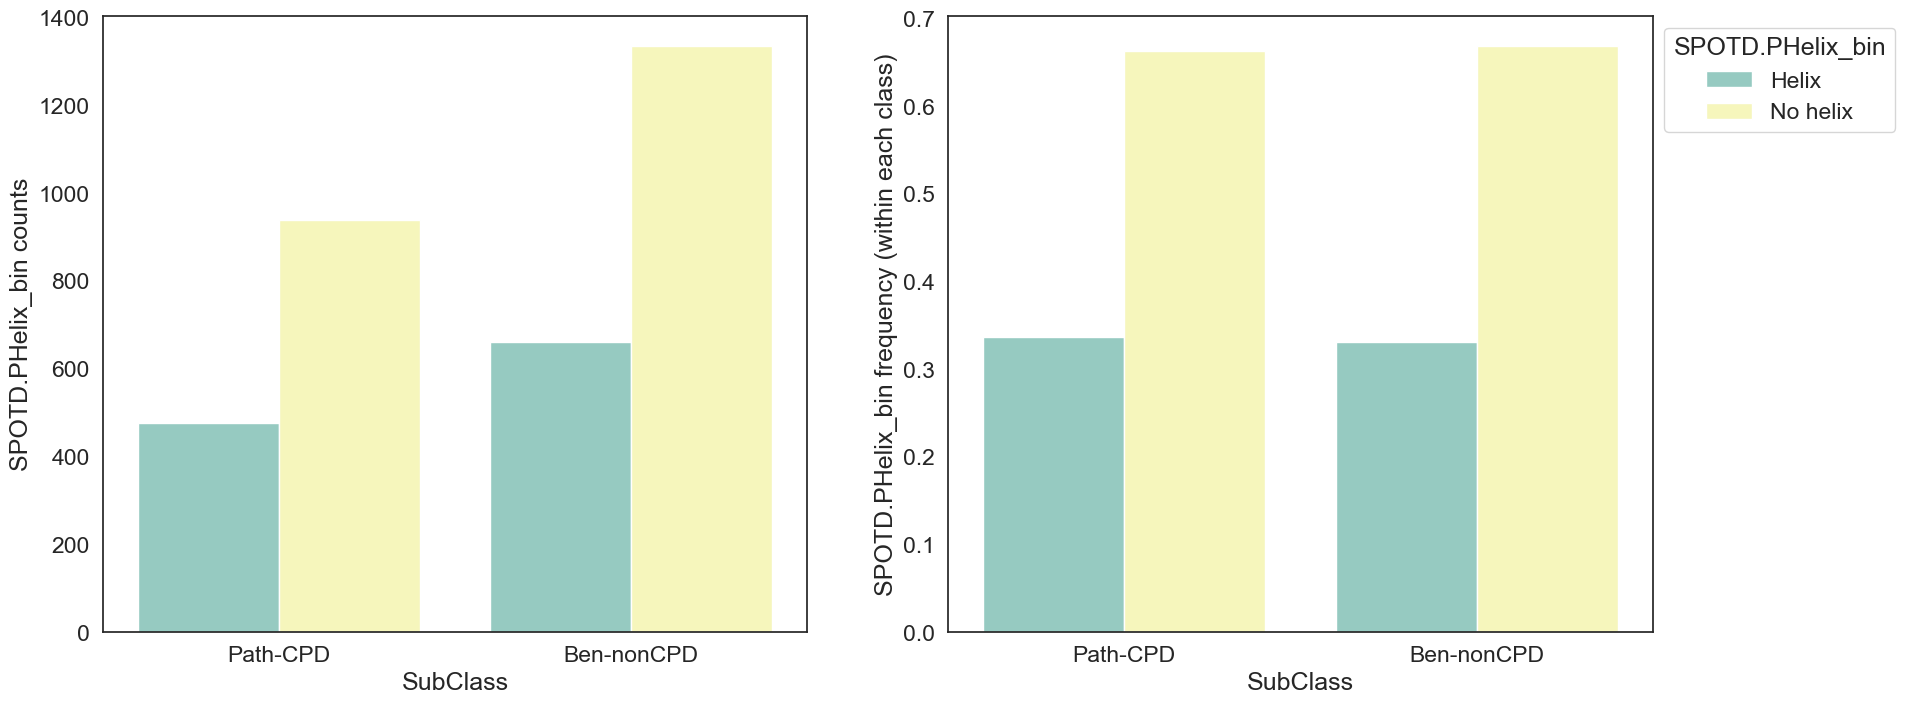 SPOTD.PHelix_bin counts
1400
1200
1000
800
600
400
200
0
Path-CPD
Ben-nonCPD
SubClass
SPOTD.PHelix_bin frequency (within each class)
0.7
0.6
0.5
0.4
0.3
0.2
0.1
0.0
Path-CPD
Ben-nonCPD
SubClass
SPOTD.PHelix_bin
Helix
No helix